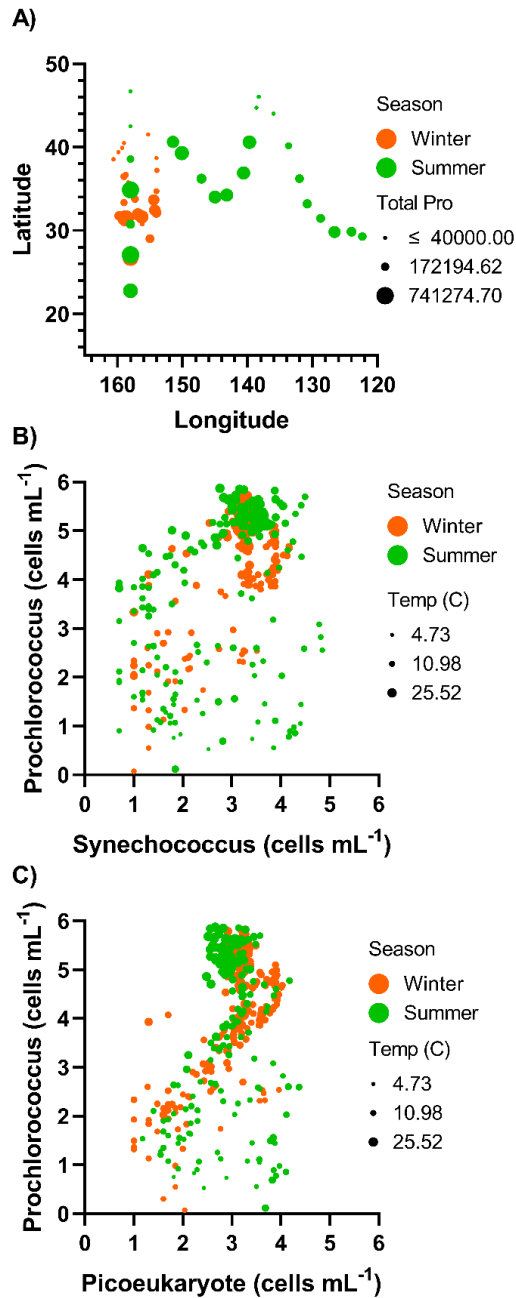 A)
Latitude
50
40
30
20
160 150 140 130 120
Longitude
Season
Winter
Summer
Total Pro
≤ 40000.00
172194.62
741274.70
B)
Prochlorococcus (cells mL-1)
6
5
4
3
2
1
0
0 1 2 3 4 5 6
Synechococcus (cells mL-1)
Season
Winter
Summer
Temp (C)
4.73
10.98
25.52
C)
Prochlorococcus (cells mL-1)
6
5
4
3
2
1
0
0 1 2 3 4 5 6
Picoeukaryote (cells mL-1)
Season
Winter
Summer
Temp (C)
4.73
10.98
25.52